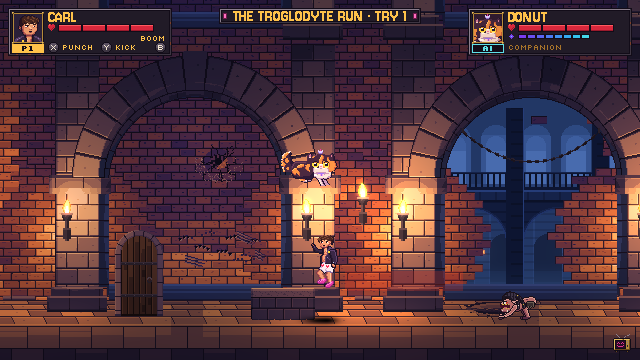 CARL
BOOM
P1
X PUNCH Y KICK B
THE TROGLODYTE RUN · TRY 1
DONUT
AI
COMPANION